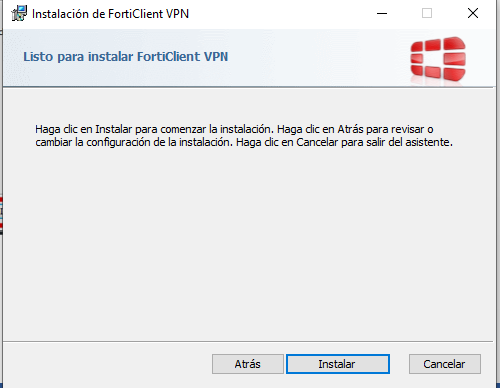 Instalación de FortiClient VPN
Listo para instalar FortiClient VPN
Haga clic en Instalar para comenzar la instalación. Haga clic en Atrás para revisar o
cambiar la configuración de la instalación. Haga clic en Cancelar para salir del asistente.
Atrás
Instalar
Cancelar